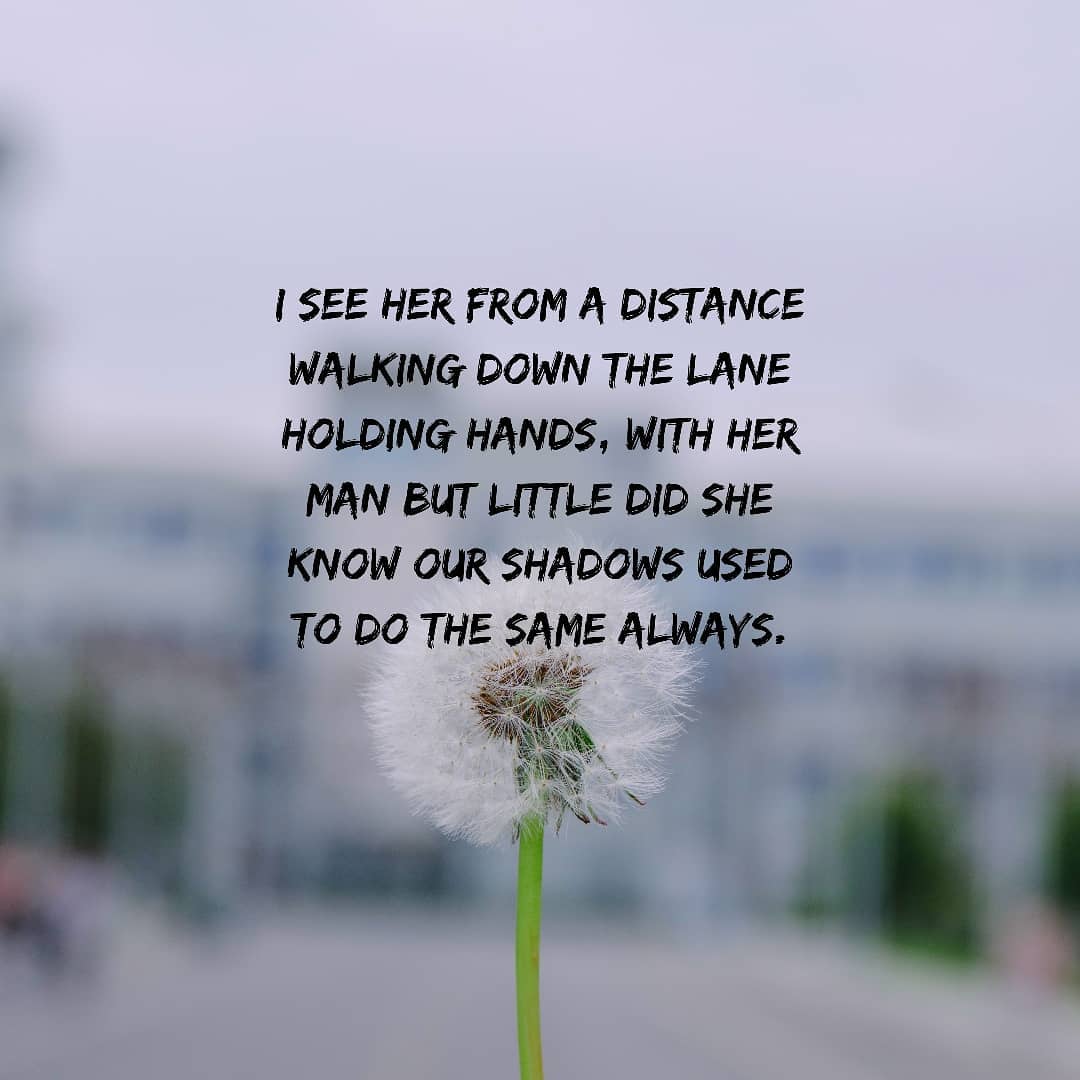 I SEE HER FROM A DISTANCE
WALKING DOWN THE LANE
HOLDING HANDS, WITH HER
MAN BUT LITTLE DID SHE
KNOW OUR SHADOWS USED
TO DO THE SAME ALWAYS.